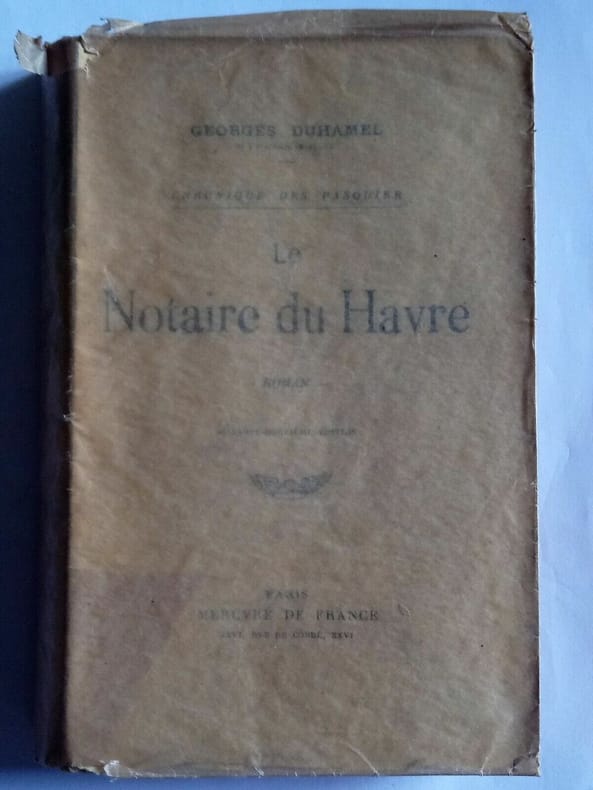 GEORGES DUHAMEL
CHRONIQUE DES PASQUIER
Le
Notaire du Havre
ROMAN
ÉDITION
PARIS
MERCVRE DE FRANCE
XXVI, RVE DE CONDÉ, XXVI